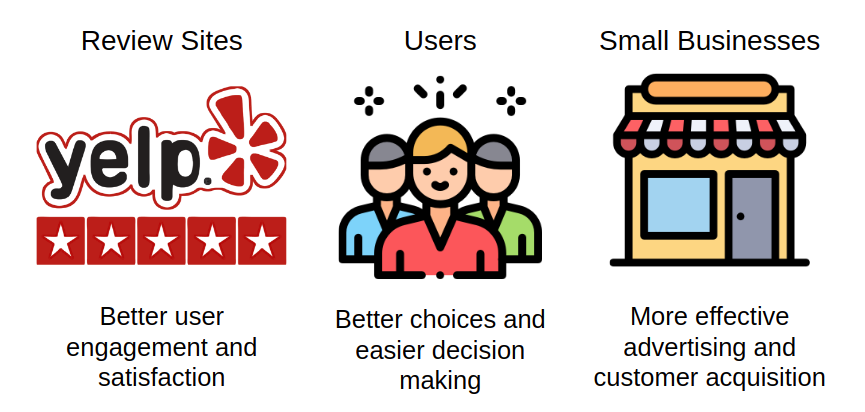 Review Sites
Users
Small Businesses
yelp
Better user
engagement and
satisfaction
Better choices and
easier decision
making
More effective
advertising and
customer acquisition